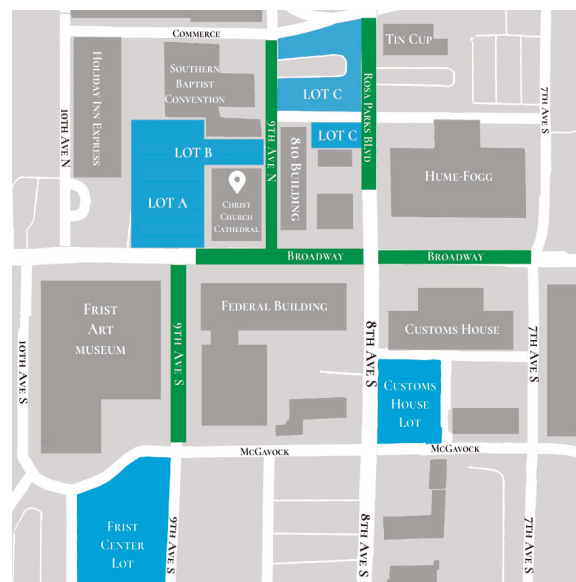 Commerce
Tin Cup
Holiday Inn Express
Southern
Baptist
Convention
10th Ave N
9th Ave N
Lot C
Rosa Parks Blvd
7th Ave S
Lot B
Lot C
810 Building
Hume-Fogg
Lot A
Christ
Church
Cathedral
Broadway
Broadway
Frist
Art
museum
Federal Building
Customs House
10th Ave S
9th Ave S
8th Ave S
7th Ave S
Customs
House
Lot
McGavock
McGavock
Frist
Center
Lot
9th Ave S
8th Ave S
7th Ave S